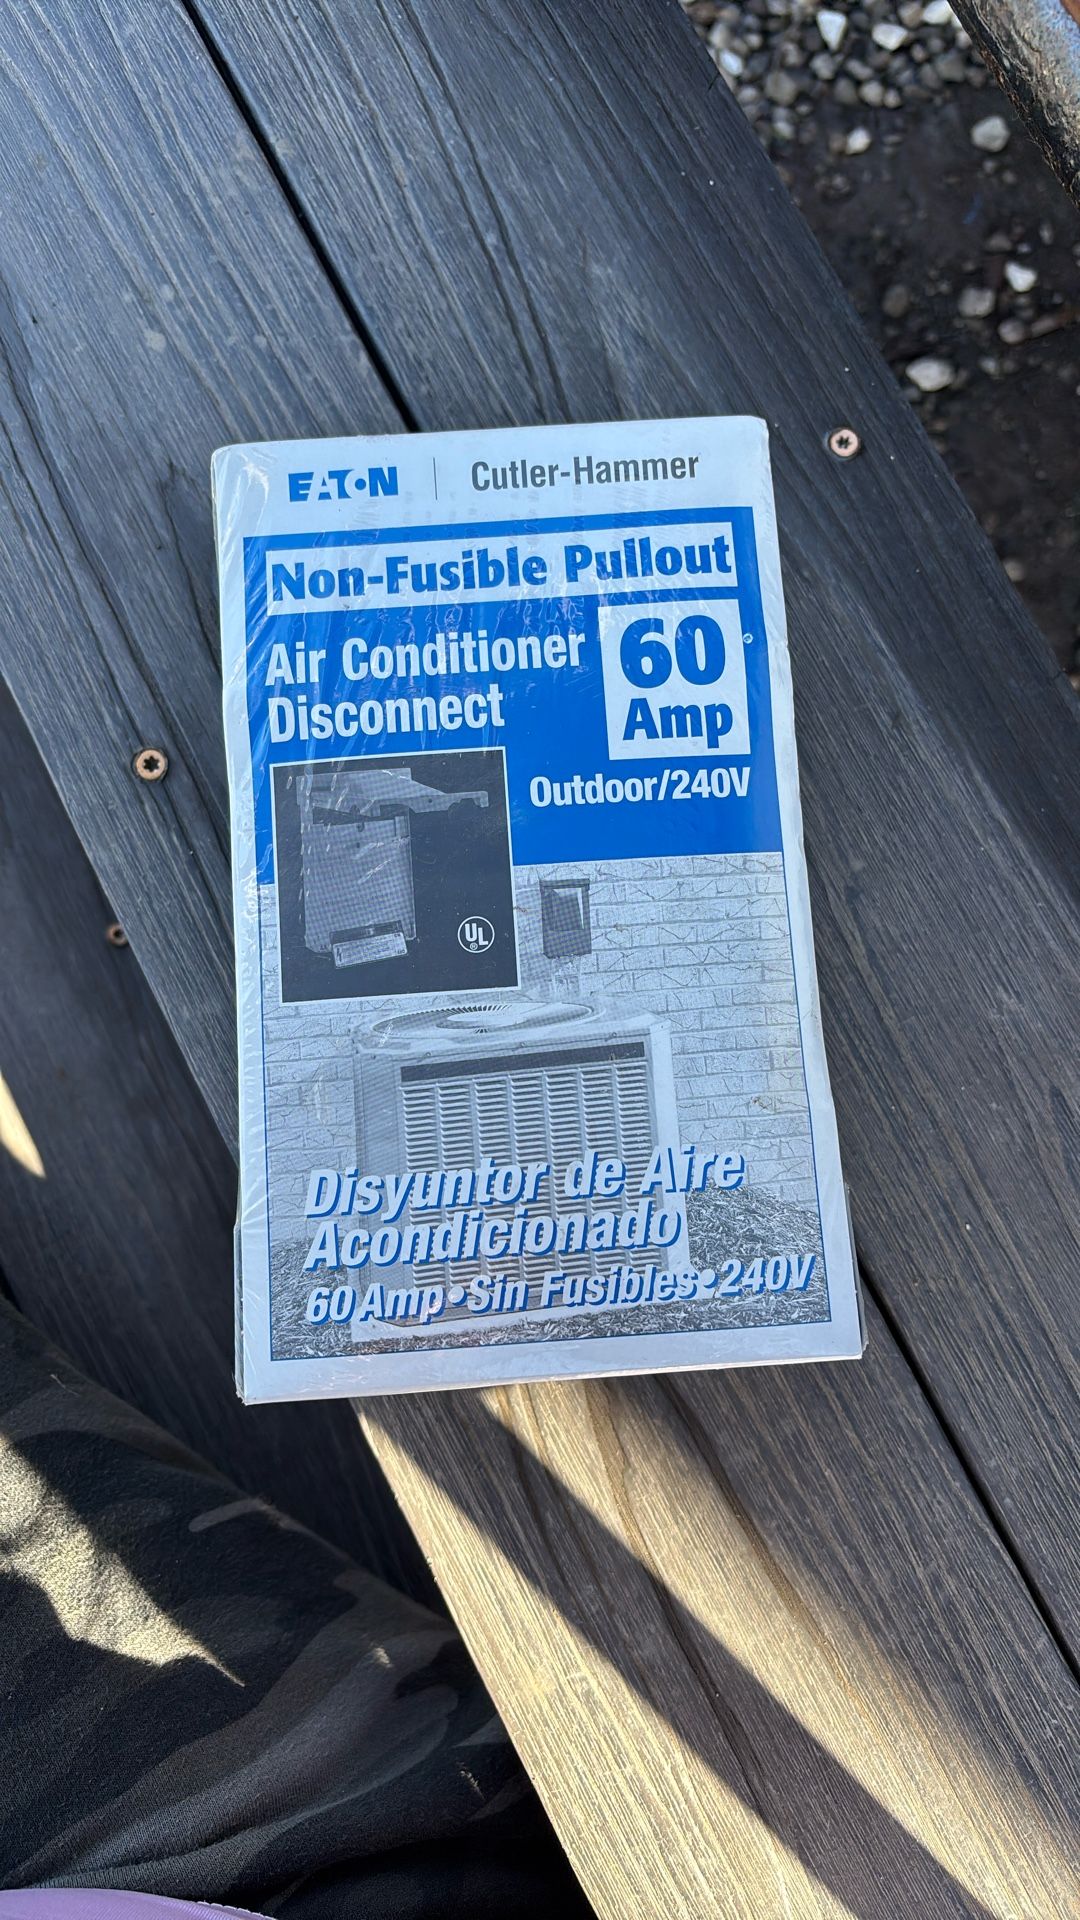 EATON | Cutler-Hammer
Non-Fusible Pullout
Air Conditioner
Disconnect
60
Amp
Outdoor/240V
UL
Disyuntor de Aire
Acondicionado
60 Amp • Sin Fusibles • 240V